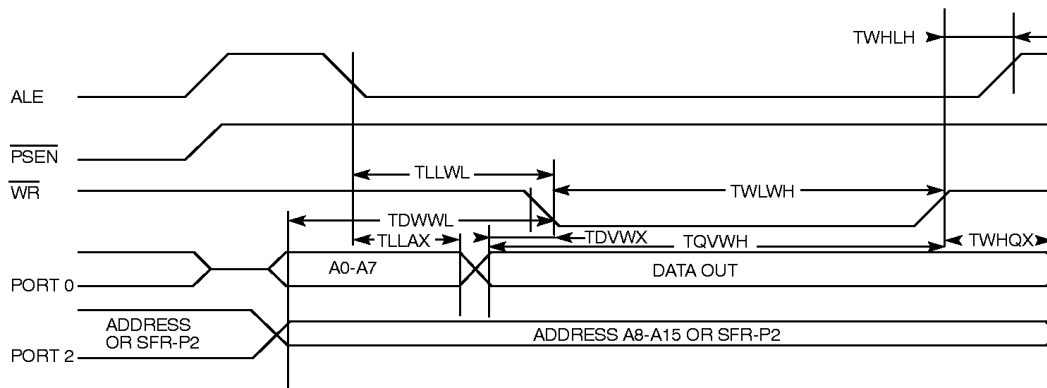 TWHLH
ALE
PSEN
TLLWL
WR
TWLWH
TDWWL
TLLAX
TDVWX
TQVWH
TWHQX
A0-A7
DATA OUT
PORT 0
ADDRESS
OR SFR-P2
ADDRESS A8-A15 OR SFR-P2
PORT 2